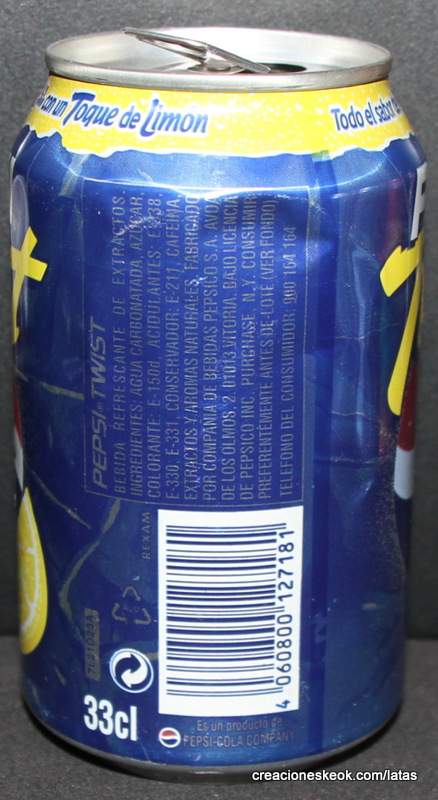 con un Toque de Limon
Todo el sabor
PEPSI TWIST
BEBIDA REFRESCANTE DE EXTRACTOS.
INGREDIENTES: AGUA CARBONATADA, AZUCAR,
COLORANTE: E-150d, ACIDULANTES: E-338,
E-330, E-331, CONSERVADOR: E-211, CAFEINA,
EXTRACTOS Y AROMAS NATURALES. FABRICADO
POR COMPAÑIA DE BEBIDAS PEPSICO S.A. AVDA
DE LOS OLMOS, 2, 01013 VITORIA, BAJO LICENCIA
DE PEPSICO INC. PURCHASE, N.Y. CONSUMIR
PREFERENTEMENTE ANTES DE-LOTE (VER FONDO)
TELEFONO DEL CONSUMIDOR: 900 164 164
REXAM
4 060800 127181
33cl
Es un producto de
PEPSI-COLA COMPANY
creacioneskeok.com/latas